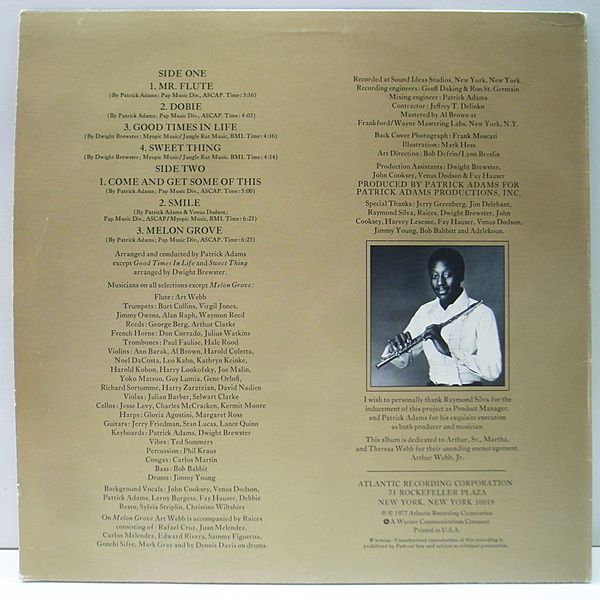 SIDE ONE
1. MR. FLUTE
(By Patrick Adams; Pap Music Div., ASCAP. Time: 3:16)
2. DOBIE
(By Patrick Adams; Pap Music Div., ASCAP. Time: 4:03)
3. GOOD TIMES IN LIFE
(By Dwight Brewster; Myopic Music/Jungle Rat Music, BMI. Time: 4:16)
4. SWEET THING
(By Dwight Brewster; Myopic Music/Jungle Rat Music, BMI. Time: 4:14)
SIDE TWO
1. COME AND GET SOME OF THIS
(By Patrick Adams; Pap Music Div., ASCAP. Time: 5:00)
2. SMILE
(By Patrick Adams & Venus Dodson;
Pap Music Div., ASCAP/Myopic Music, BMI. Time: 6:23)
3. MELON GROVE
(By Patrick Adams; Pap Music Div., ASCAP. Time: 6:23)
Arranged and conducted by Patrick Adams
except Good Times In Life and Sweet Thing
arranged by Dwight Brewster.
Musicians on all selections except Melon Grove:
Flute: Art Webb
Trumpets: Burt Collins, Virgil Jones,
Jimmy Owens, Alan Raph, Waymon Reed
Reeds: George Berg, Arthur Clarke
French Horns: Don Corrado, Julius Watkins
Trombones: Paul Faulise, Hale Rood
Violins: Ann Barak, Al Brown, Harold Coletta,
Noel DaCosta, Leo Kahn, Kathryn Keinke,
Harold Kohon, Harry Lookofsky, Joe Malin,
Yoko Matsuo, Guy Lumia, Gene Orloff,
Richard Sortomme, Harry Zaratzian, David Nadien
Violas: Julian Barber, Selwart Clarke
Cellos: Jesse Levy, Charles McCracken, Kermit Moore
Harps: Gloria Agostini, Margaret Ross
Guitars: Jerry Friedman, Stan Lucas, Lance Quinn
Keyboards: Patrick Adams, Dwight Brewster
Vibes: Ted Sommers
Percussion: Phil Kraus
Congas: Carlos Martin
Bass: Bob Babbit
Drums: Jimmy Young
Background Vocals: John Cooksey, Venus Dodson,
Patrick Adams, Leroy Burgess, Fay Hauser, Debbie
Resto, Sylvia Striplin, Christine Wiltshire
On Melon Grove Art Webb is accompanied by Raices
consisting of: Rafael Cruz, Juan Melendez,
Carlos Melendez, Edward Rivera, Sammy Figueroa,
Gonchi Sifre, Mark Gray and by Dennis Davis on drums.
Recorded at Sound Ideas Studios, New York, New York.
Recording engineers: Geoff Daking & Ron St. Germain
Mixing engineer: Patrick Adams
Contractor: Jeffrey T. Delinko
Mastered by Al Brown at
Frankford/Wayne Mastering Labs, New York, N.Y.
Back Cover Photograph: Frank Moscati
Illustration: Mark Hess
Art Direction: Bob Defrin/Lynn Breslin
Production Assistants: Dwight Brewster,
John Cooksey, Venus Dodson & Fay Hauser
PRODUCED BY PATRICK ADAMS FOR
PATRICK ADAMS PRODUCTIONS, INC.
Special Thanks: Jerry Greenberg, Jim Delehant,
Raymond Silva, Raices, Dwight Brewster, John
Cooksey, Harvey Lesesne, Fay Hauser, Venus Dodson,
Jimmy Young, Bob Babbitt and Adelekoun.
I wish to personally thank Raymond Silva for the
inducement of this project as Product Manager,
and Patrick Adams for his exquisite execution
as both producer and musician.
This album is dedicated to Arthur, Sr., Martha,
and Theresa Webb for their unending encouragement.
Arthur Webb, Jr.
ATLANTIC RECORDING CORPORATION
75 ROCKEFELLER PLAZA
NEW YORK, NEW YORK 10019
℗ © 1977 Atlantic Recording Corporation
A Warner Communications Company
Printed in U.S.A.
Warning: Unauthorized reproduction of this recording is
prohibited by Federal law and subject to criminal prosecution.